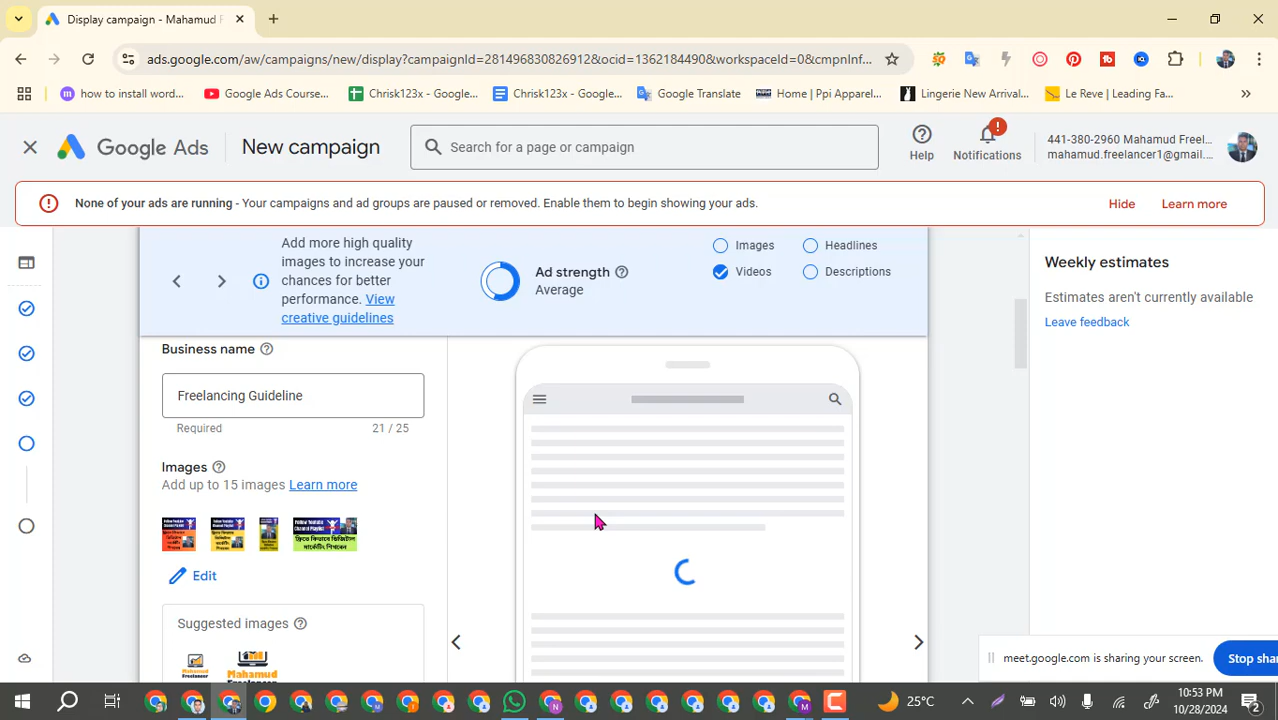 Display campaign - Mahamud F
ads.google.com/aw/campaigns/new/display?campaignId=281496830826912&ocid=1362184490&workspaceId=0&cmpnInf...
how to install word...
Google Ads Course...
Chrisk123x - Google...
Chrisk123x - Google...
Google Translate
Home | Ppi Apparel...
Lingerie New Arrival...
Le Reve | Leading Fa...
Google Ads
New campaign
Search for a page or campaign
Help
Notifications
441-380-2960 Mahamud Freel...
mahamud.freelancer1@gmail....
None of your ads are running - Your campaigns and ad groups are paused or removed. Enable them to begin showing your ads.
Hide
Learn more
Add more high quality
images to increase your
chances for better
performance. View
creative guidelines
Ad strength
Average
Images
Headlines
Videos
Descriptions
Weekly estimates
Estimates aren't currently available
Leave feedback
Business name
Freelancing Guideline
Required
21 / 25
Images
Add up to 15 images Learn more
Edit
Suggested images
Mahamud
meet.google.com is sharing your screen.
Stop sha
25°C
10:53 PM
10/28/2024
2